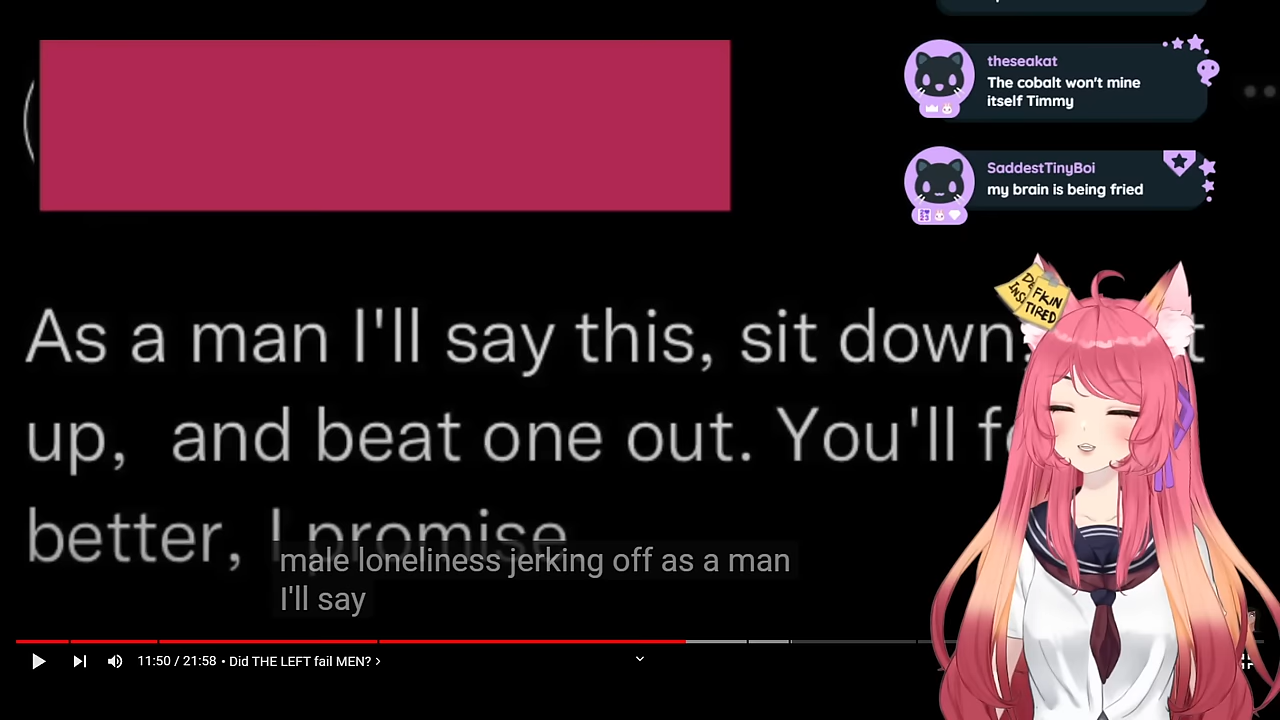 theseakat
The cobalt won't mine
itself Timmy
SaddestTinyBoi
my brain is being fried
FKIN
TIRED
As a man I'll say this, sit down.
up, and beat one out. You'll
better, I promise.
male loneliness jerking off as a man
I'll say
11:50 / 21:58 • Did THE LEFT fail MEN? ›